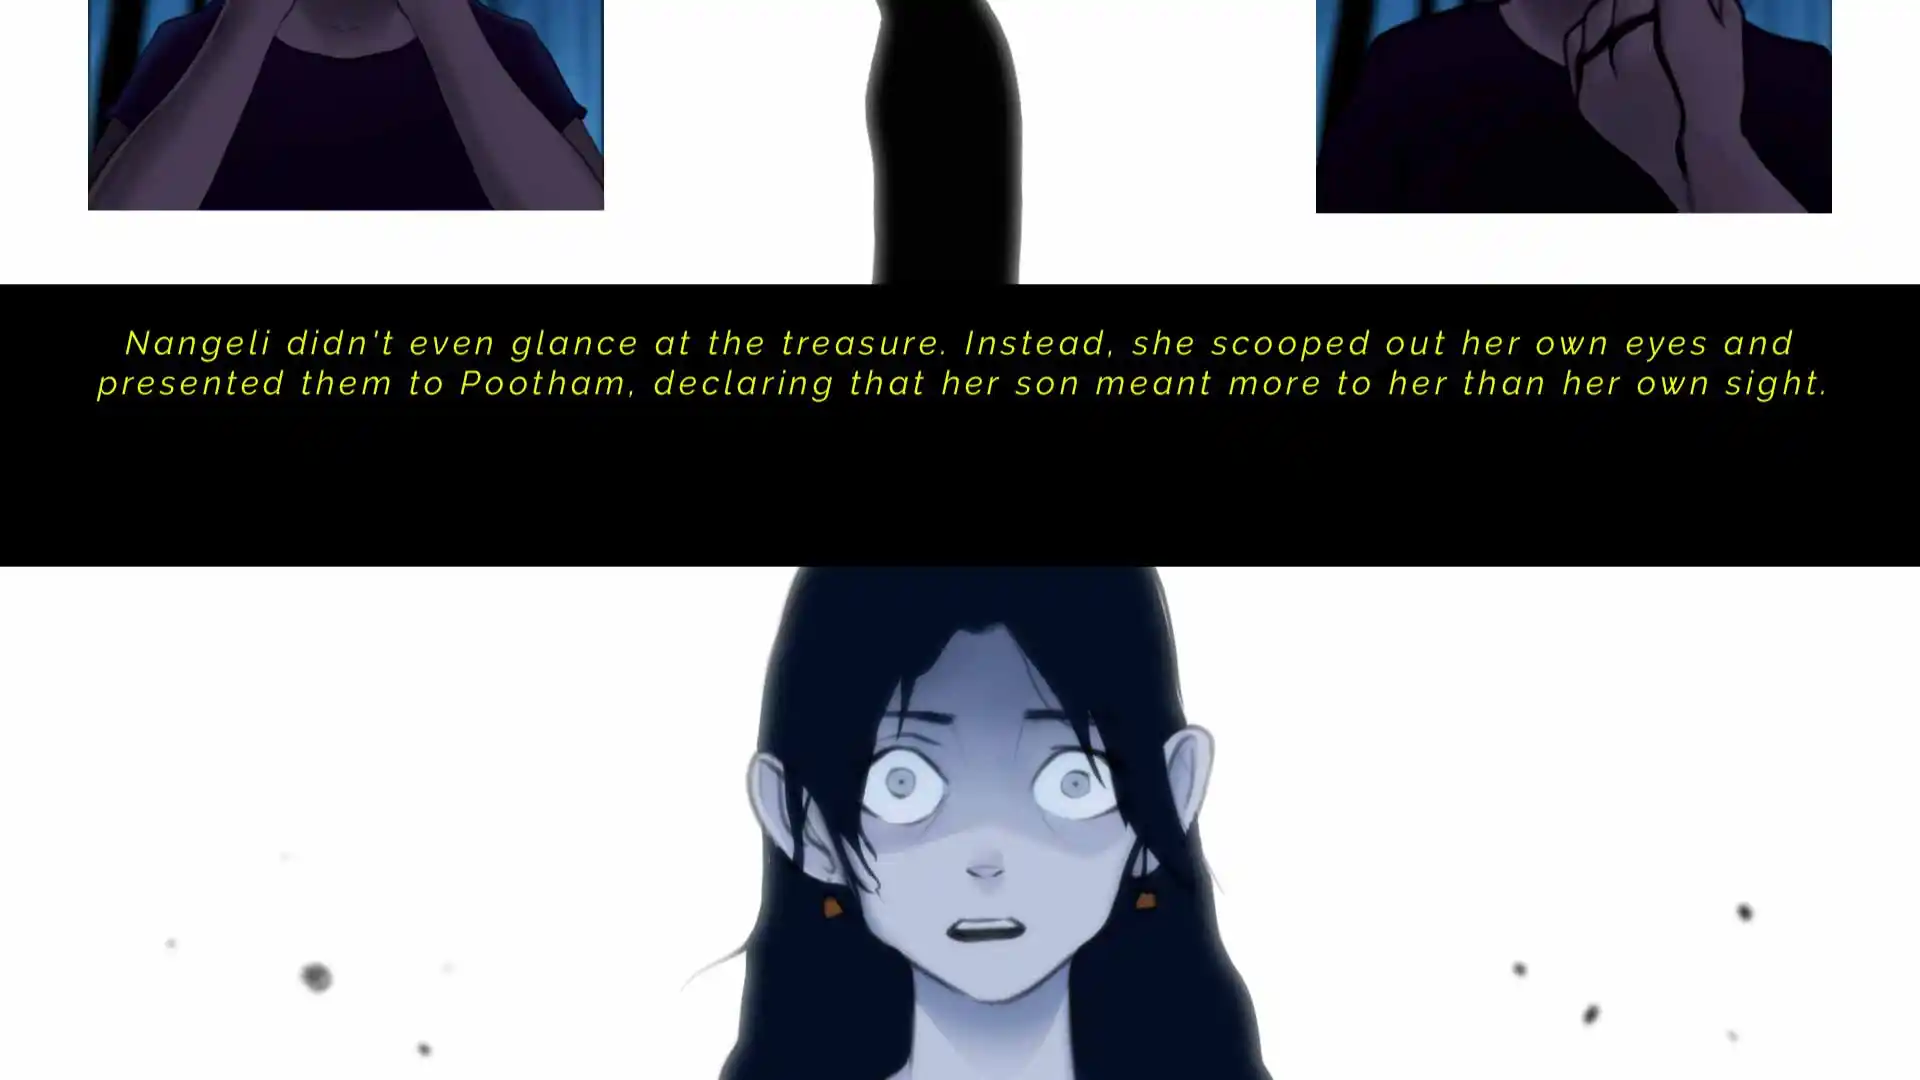 Nangeli didn't even glance at the treasure. Instead, she scooped out her own eyes and
presented them to Pootham, declaring that her son meant more to her than her own sight.